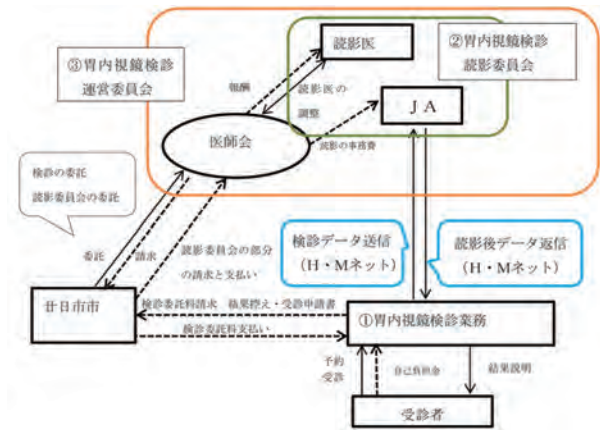 読影医
②胃内視鏡検診
読影委員会
③胃内視鏡検診
運営委員会
報酬
読影医の
調整
ＪＡ
医師会
読影の事務費
検診の委託
読影委員会の委託
委託
請求
読影委員会の部分
の請求と支払い
検診データ送信
（H・Mネット）
読影後データ返信
（H・Mネット）
廿日市市
検診委託料請求　結果控え・受診申請書
検診委託料支払い
①胃内視鏡検診業務
予約
受診
自己負担金
結果説明
受診者